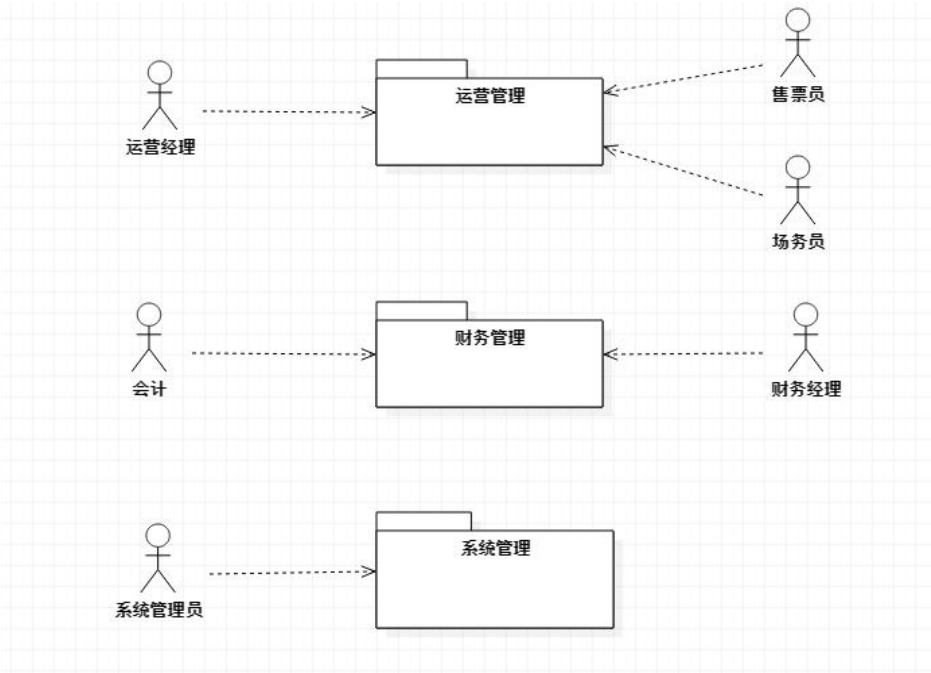 售票员
运营管理
运营经理
场务员
财务管理
会计
财务经理
系统管理
系统管理员